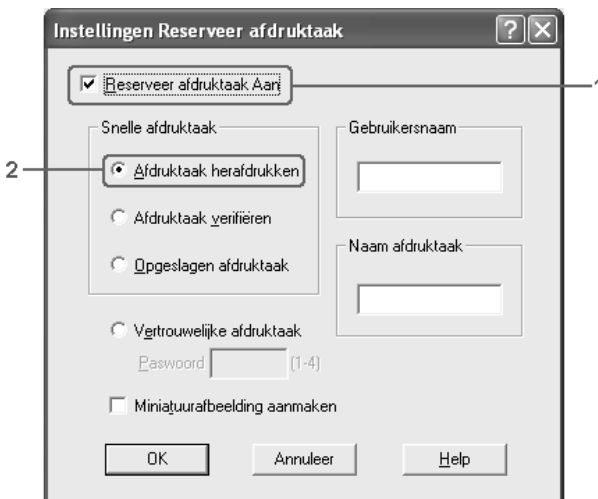 Instellingen Reserveer afdruktaak
Reserveer afdruktaak Aan
1
Snelle afdruktaak
Gebruikersnaam
2
Afdruktaak herafdrukken
Afdruktaak verifiëren
Naam afdruktaak
Opgeslagen afdruktaak
Vertrouwelijke afdruktaak
Paswoord (1-4)
Miniatuurafbeelding aanmaken
OK Annuleer Help